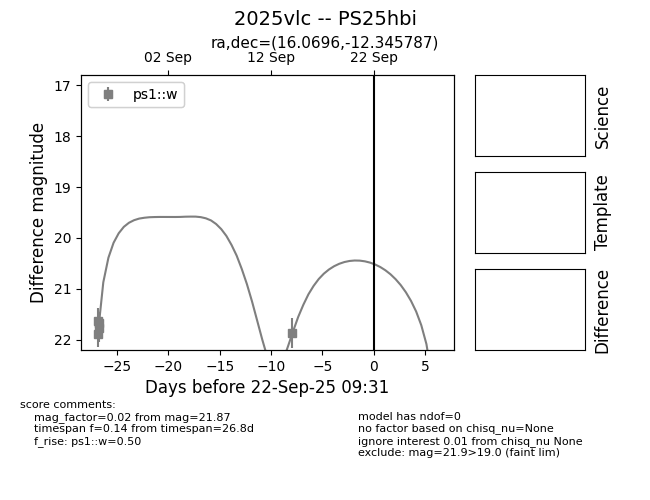 2025vlc -- PS25hbi
ra,dec=(16.0696,-12.345787)
02 Sep 12 Sep 22 Sep
ps1::w
17
18
19
20
21
22
Difference magnitude
−25 −20 −15 −10 −5 0 5
Days before 22-Sep-25 09:31
Science
Template
Difference
score comments:
mag_factor=0.02 from mag=21.87
timespan f=0.14 from timespan=26.8d
f_rise: ps1::w=0.50
model has ndof=0
no factor based on chisq_nu=None
ignore interest 0.01 from chisq_nu None
exclude: mag=21.9>19.0 (faint lim)